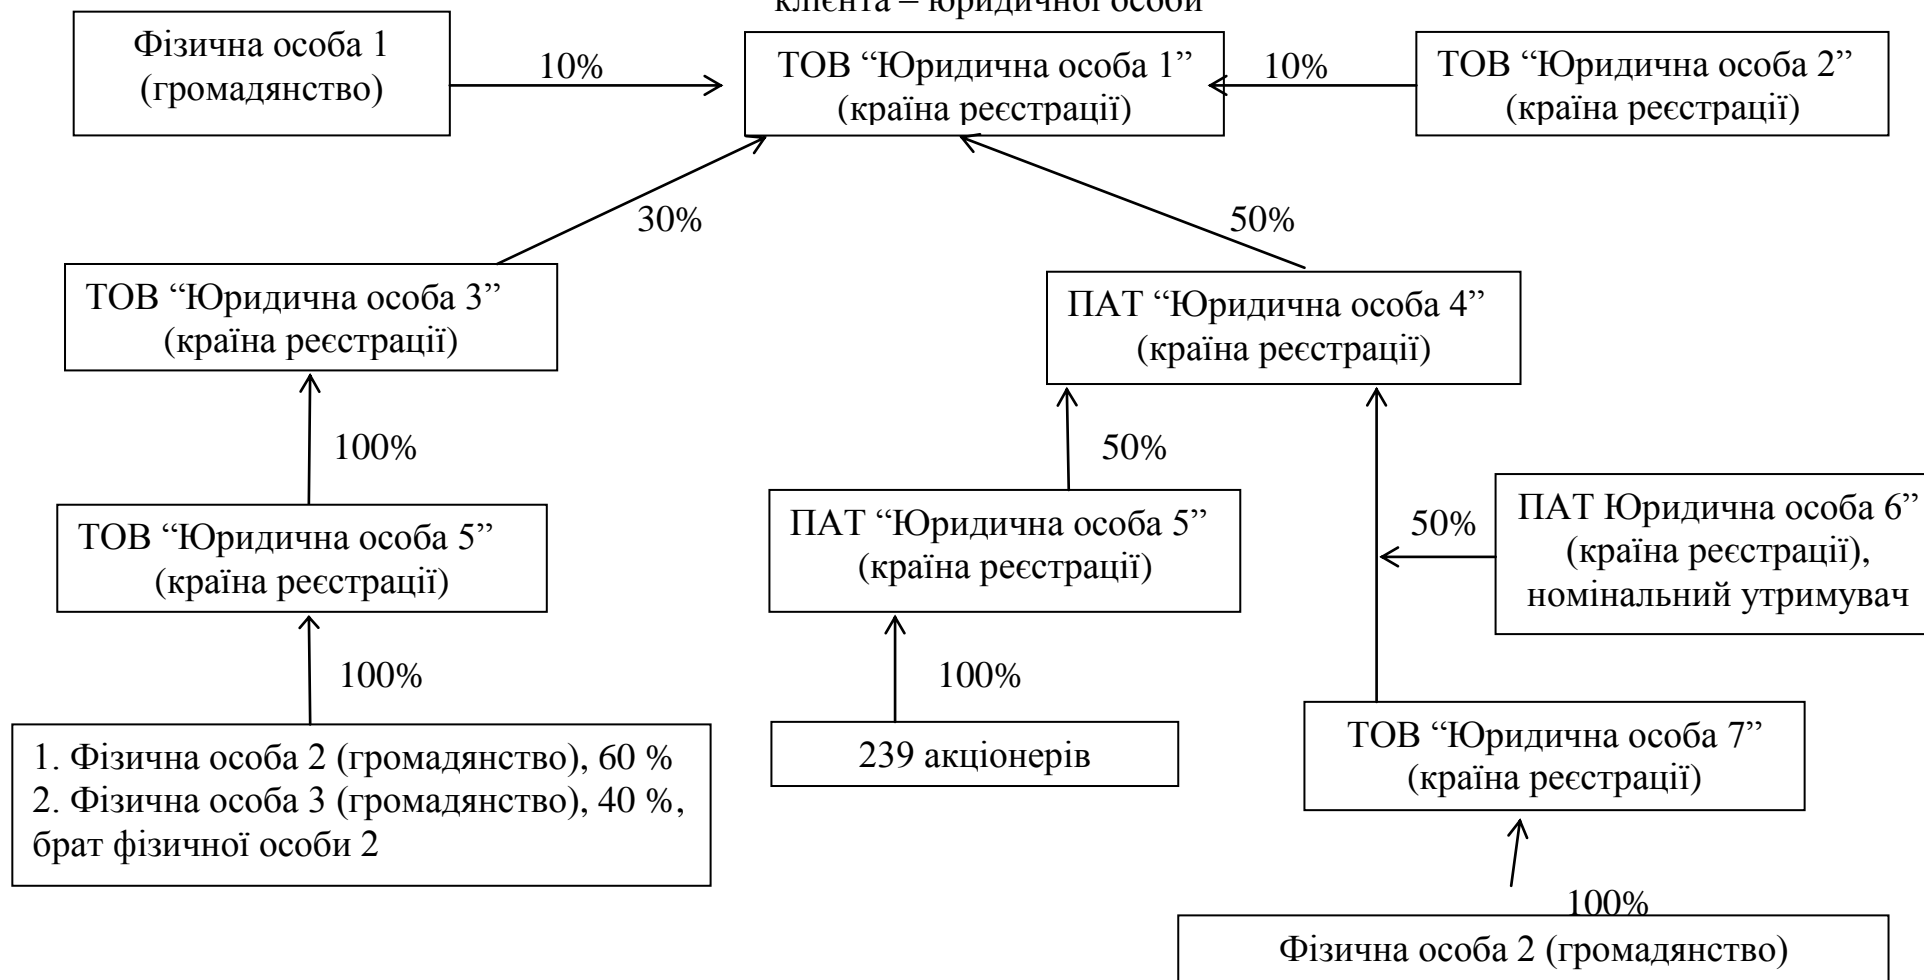 клієнта – юридичної особи
Фізична особа 1
(громадянство)
10%
ТОВ “Юридична особа 1”
(країна реєстрації)
10%
ТОВ “Юридична особа 2”
(країна реєстрації)
30%
50%
ТОВ “Юридична особа 3”
(країна реєстрації)
ПАТ “Юридична особа 4”
(країна реєстрації)
100%
50%
ТОВ “Юридична особа 5”
(країна реєстрації)
ПАТ “Юридична особа 5”
(країна реєстрації)
50%
ПАТ Юридична особа 6”
(країна реєстрації),
номінальний утримувач
100%
100%
1. Фізична особа 2 (громадянство), 60 %
2. Фізична особа 3 (громадянство), 40 %,
брат фізичної особи 2
239 акціонерів
ТОВ “Юридична особа 7”
(країна реєстрації)
100%
Фізична особа 2 (громадянство)